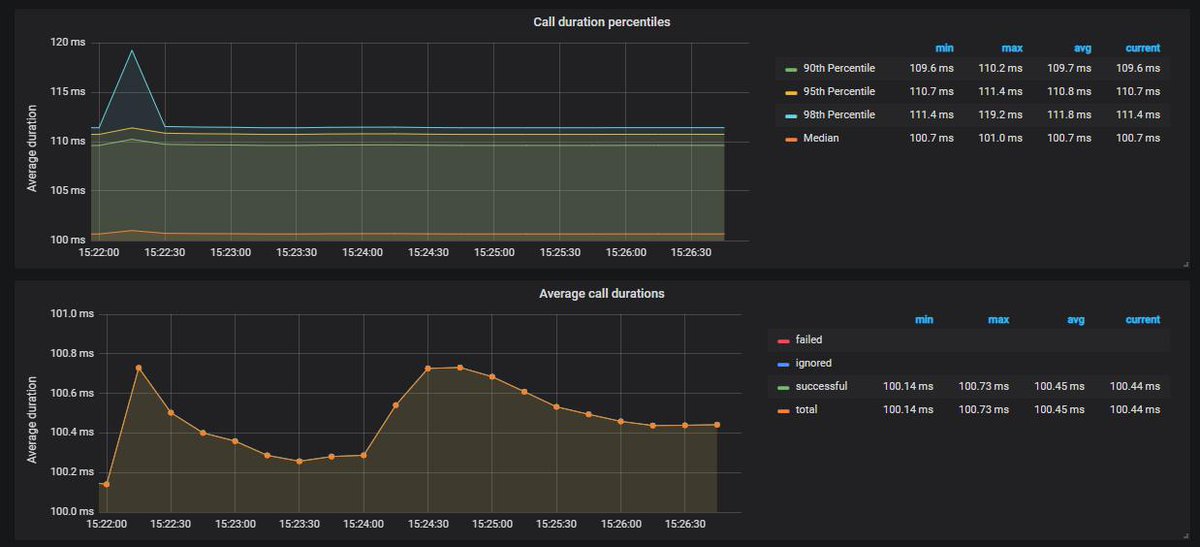 Call duration percentiles
Average duration
120 ms
115 ms
110 ms
105 ms
100 ms
15:22:00 15:22:30 15:23:00 15:23:30 15:24:00 15:24:30 15:25:00 15:25:30 15:26:00 15:26:30
min max avg current
90th Percentile 109.6 ms 110.2 ms 109.7 ms 109.6 ms
95th Percentile 110.7 ms 111.4 ms 110.8 ms 110.7 ms
98th Percentile 111.4 ms 119.2 ms 111.8 ms 111.4 ms
Median 100.7 ms 101.0 ms 100.7 ms 100.7 ms
Average call durations
Average duration
101.0 ms
100.8 ms
100.6 ms
100.4 ms
100.2 ms
100.0 ms
15:22:00 15:22:30 15:23:00 15:23:30 15:24:00 15:24:30 15:25:00 15:25:30 15:26:00 15:26:30
min max avg current
failed
ignored
successful 100.14 ms 100.73 ms 100.45 ms 100.44 ms
total 100.14 ms 100.73 ms 100.45 ms 100.44 ms